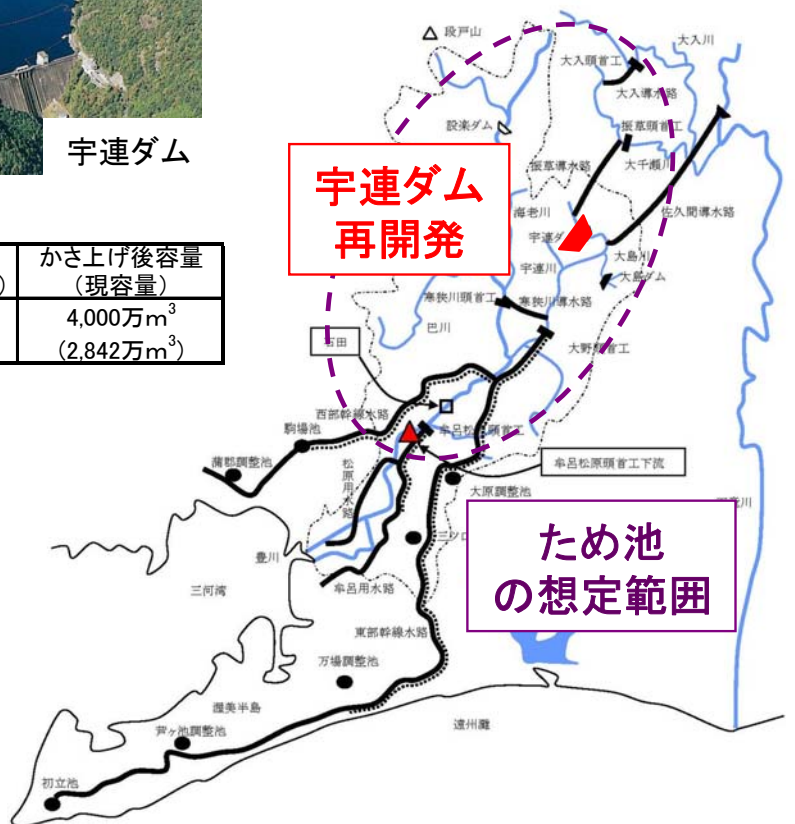 宇連ダム
宇連ダム
再開発
)
かさ上げ後容量
(現容量)
4,000万m³
(2,842万m³)
段戸山
大入頭首工
大入川
大入導水路
設楽ダム
振草頭首工
振草導水路
大千瀬川
海老川
佐久間導水路
宇連ダ
大島川
宇連川
大島ダム
寒狭川頭首工
寒狭川導水路
巴川
大野頭首工
石田
西部幹線水路
駒場池
牟呂松原頭首工
蒲郡調整池
松原用水路
牟呂松原頭首工下流
大原調整池
ため池
の想定範囲
豊川
三河湾
牟呂用水路
東部幹線水路
万場調整池
渥美半島
遠州灘
芦ヶ池調整池
初立池